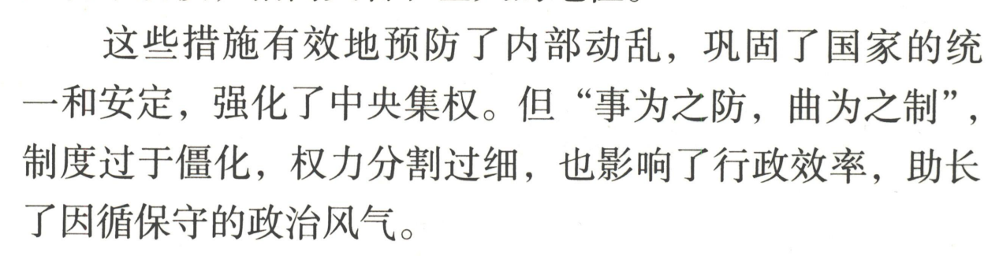 这些措施有效地预防了内部动乱，巩固了国家的统
一和安定，强化了中央集权。但“事为之防，曲为之制”，
制度过于僵化，权力分割过细，也影响了行政效率，助长
了因循保守的政治风气。